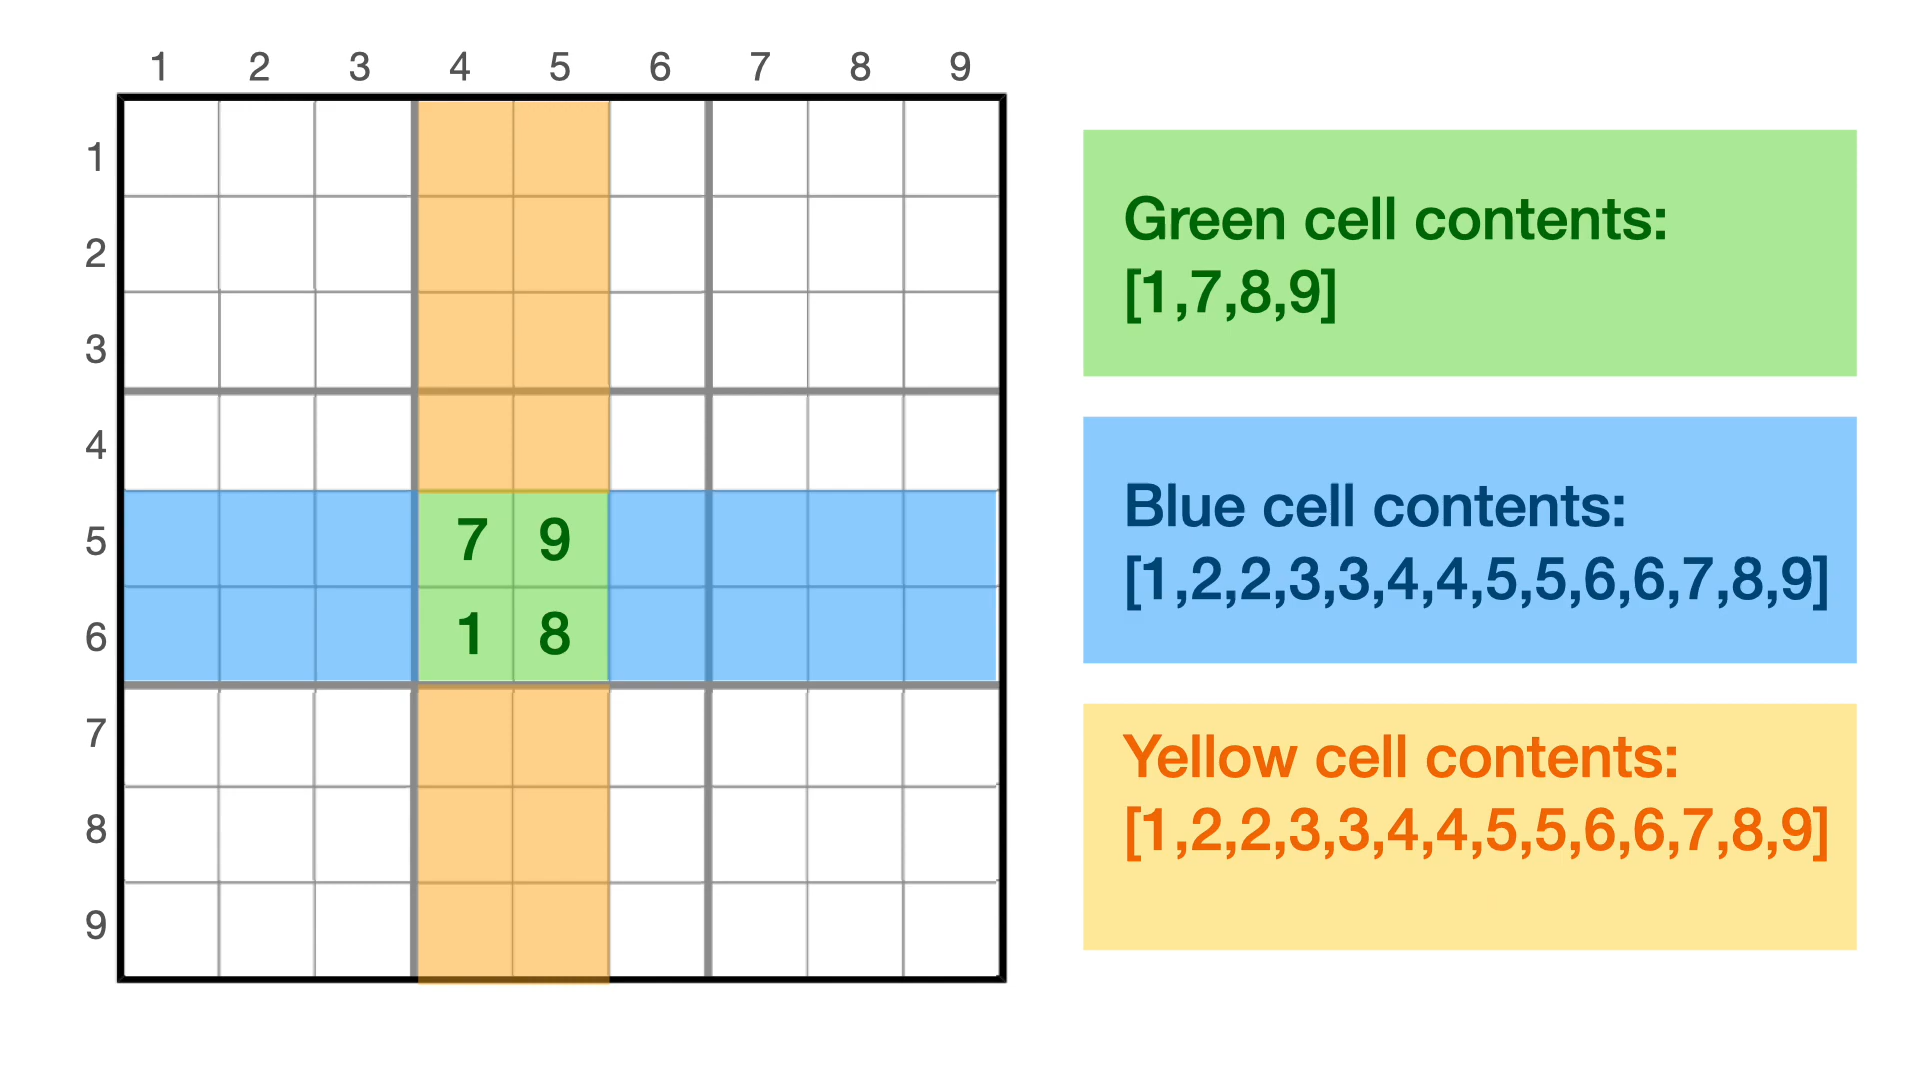 1 2 3 4 5 6 7 8 9
1
2
3
4
5 7 9
6 1 8
7
8
9
Green cell contents:
[1,7,8,9]
Blue cell contents:
[1,2,2,3,3,4,4,5,5,6,6,7,8,9]
Yellow cell contents:
[1,2,2,3,3,4,4,5,5,6,6,7,8,9]